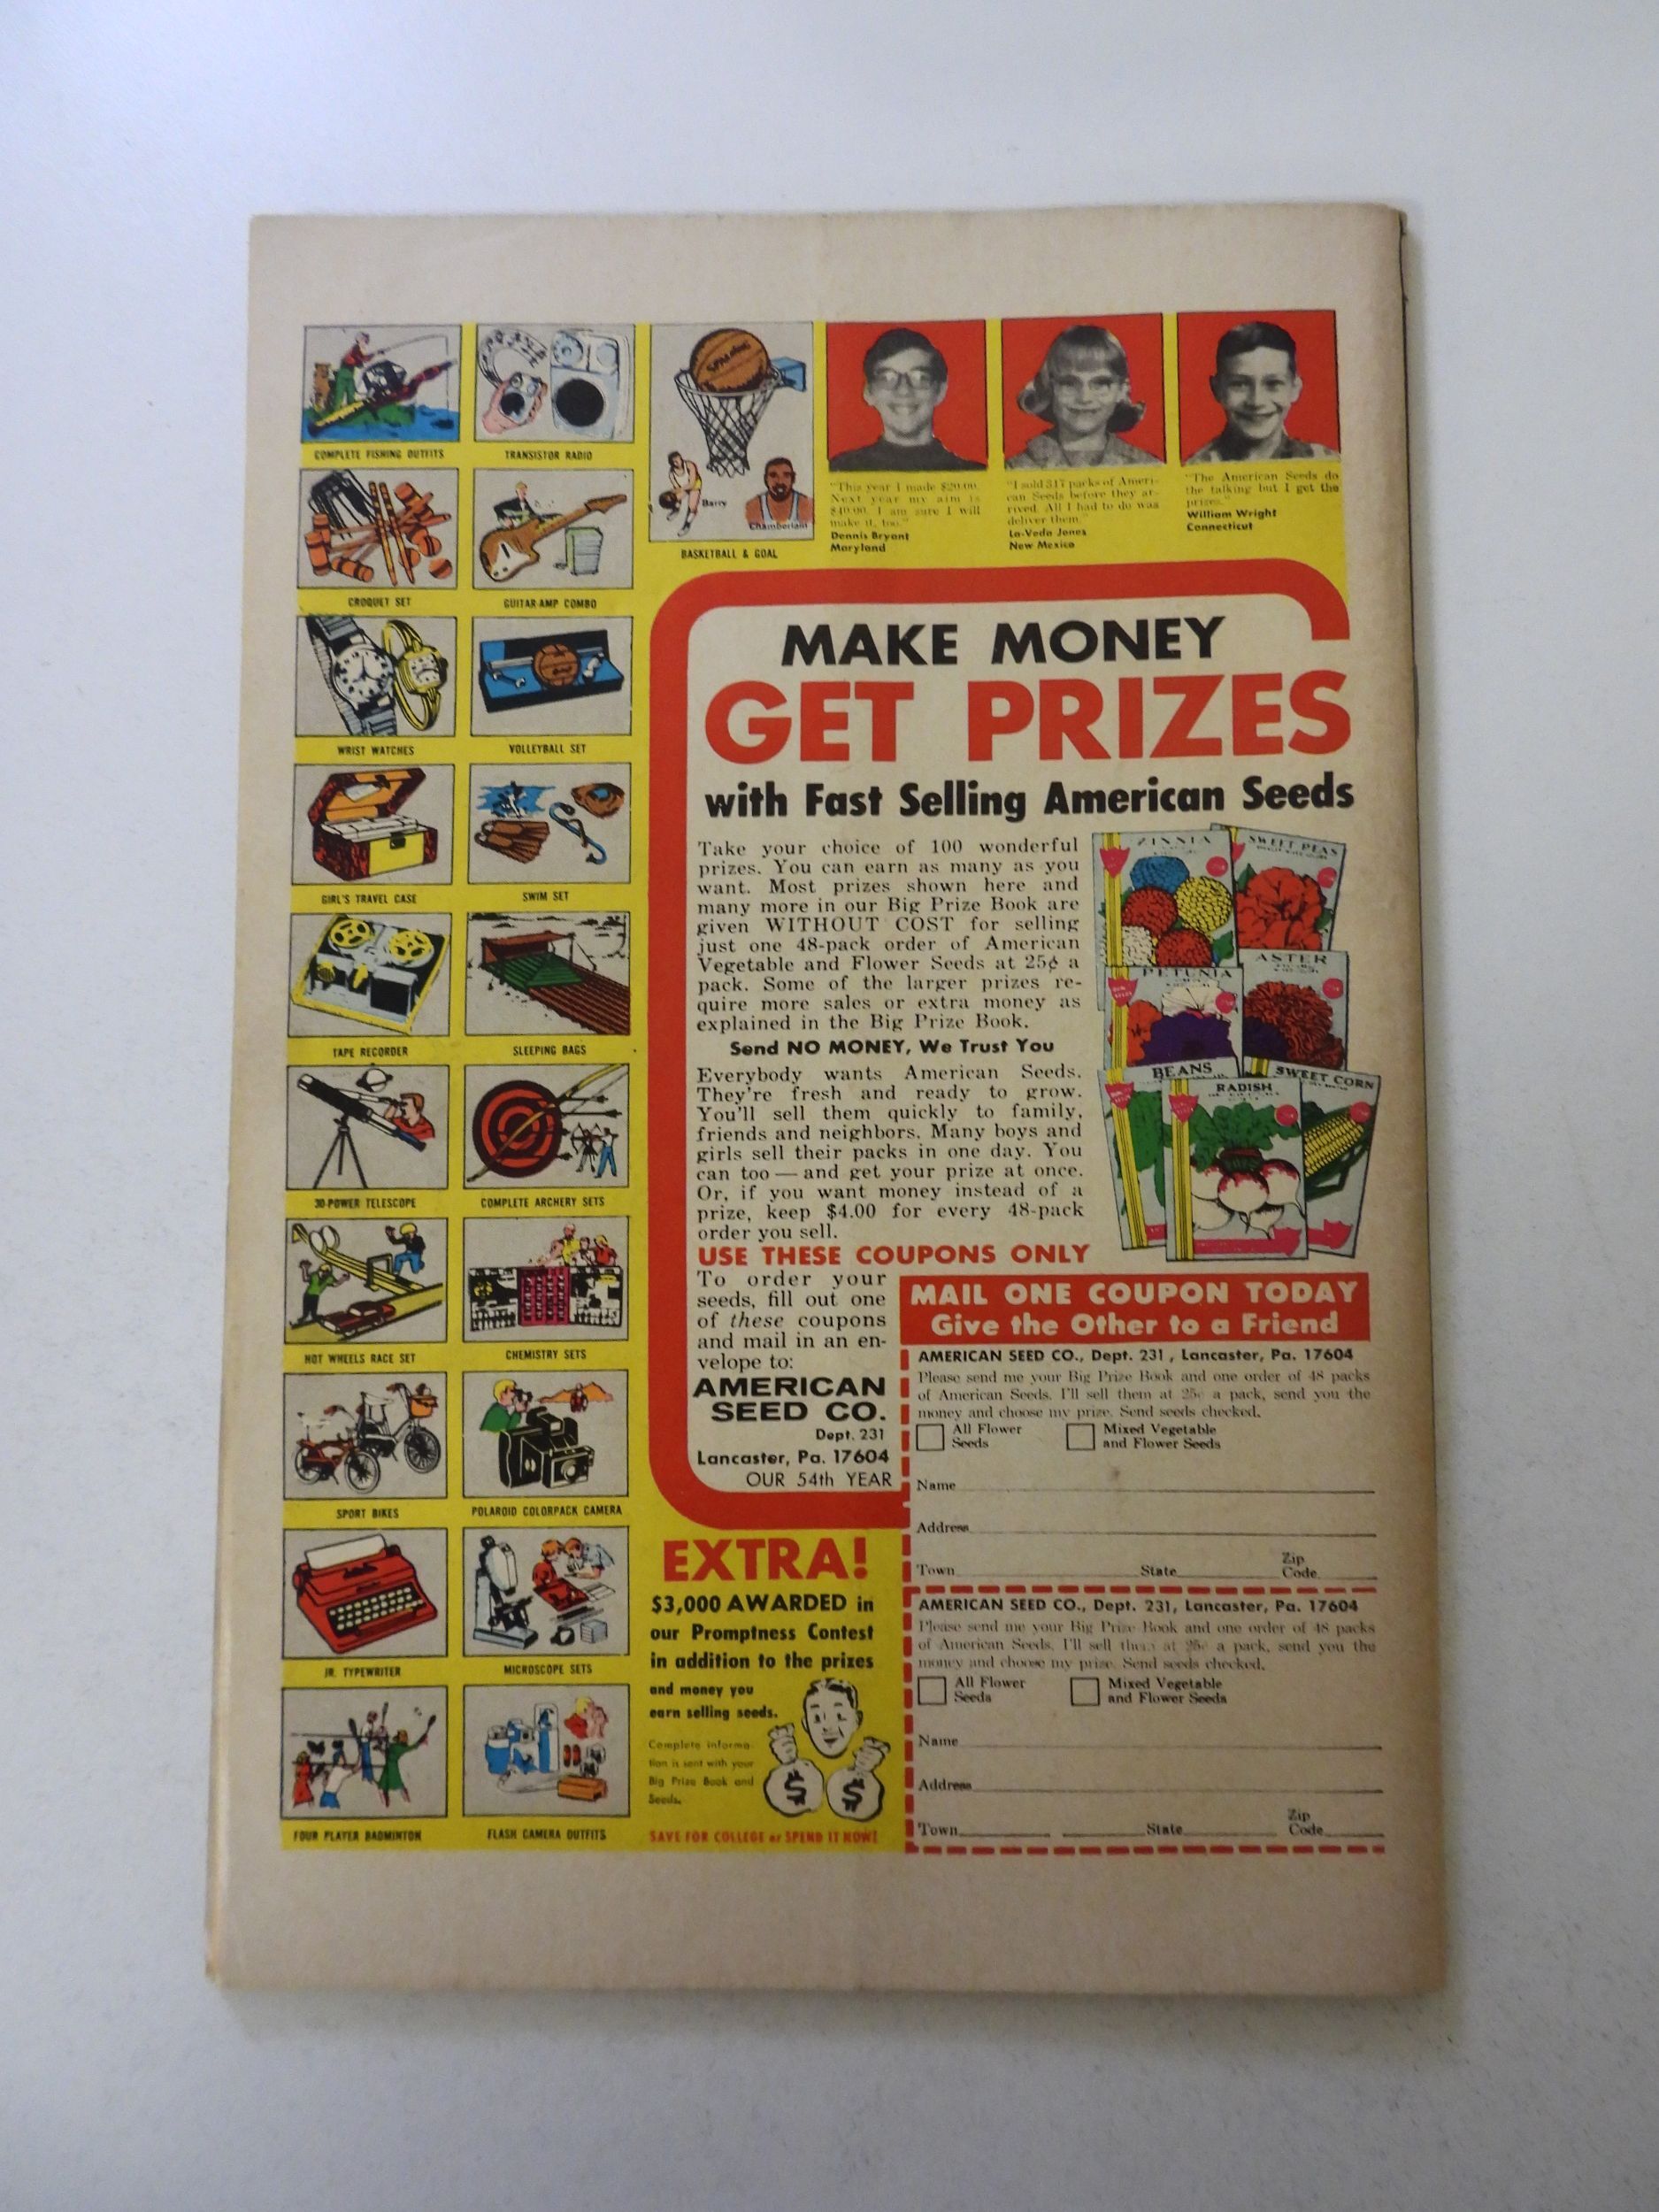 COMPLETE FISHING OUTFITS
TRANSISTOR RADIO
SPALDING
Barry
Chamberlain
BASKETBALL & GOAL
CROQUET SET
GUITAR-AMP COMBO
WRIST WATCHES
VOLLEYBALL SET
GIRL'S TRAVEL CASE
SWIM SET
TAPE RECORDER
SLEEPING BAGS
30-POWER TELESCOPE
COMPLETE ARCHERY SETS
HOT WHEELS RACE SET
CHEMISTRY SETS
SPORT BIKES
POLAROID COLORPACK CAMERA
JR. TYPEWRITER
MICROSCOPE SETS
FOUR PLAYER BADMINTON
FLASH CAMERA OUTFITS
"This year I made $20.00.
Next year my aim is
$40.00. I am sure I will
make it, too."
Dennis Bryant
Maryland
"I sold 317 packs of Ameri-
can Seeds before they ar-
rived. All I had to do was
deliver them."
La-Veda Jones
New Mexico
"The American Seeds do
the talking but I get the
prizes."
William Wright
Connecticut
MAKE MONEY
GET PRIZES
with Fast Selling American Seeds
Take your choice of 100 wonderful
prizes. You can earn as many as you
want. Most prizes shown here and
many more in our Big Prize Book are
given WITHOUT COST for selling
just one 48-pack order of American
Vegetable and Flower Seeds at 25¢ a
pack. Some of the larger prizes re-
quire more sales or extra money as
explained in the Big Prize Book.
Send NO MONEY, We Trust You
Everybody wants American Seeds.
They're fresh and ready to grow.
You'll sell them quickly to family,
friends and neighbors. Many boys and
girls sell their packs in one day. You
can too — and get your prize at once.
Or, if you want money instead of a
prize, keep $4.00 for every 48-pack
order you sell.
ZINNIA
SWEET PEAS
PETUNIA
ASTER
BEANS
RADISH
SWEET CORN
USE THESE COUPONS ONLY
To order your
seeds, fill out one
of these coupons
and mail in an en-
velope to:
AMERICAN
SEED CO.
Dept. 231
Lancaster, Pa. 17604
OUR 54th YEAR
EXTRA!
$3,000 AWARDED in
our Promptness Contest
in addition to the prizes
and money you
earn selling seeds.
Complete informa-
tion is sent with your
Big Prize Book and
Seeds.
$ $
SAVE FOR COLLEGE or SPEND IT NOW!
MAIL ONE COUPON TODAY
Give the Other to a Friend
AMERICAN SEED CO., Dept. 231, Lancaster, Pa. 17604
Please send me your Big Prize Book and one order of 48 packs
of American Seeds. I'll sell them at 25¢ a pack, send you the
money and choose my prize. Send seeds checked.
All Flower Seeds
Mixed Vegetable and Flower Seeds
Name
Address
Town State Zip Code
AMERICAN SEED CO., Dept. 231, Lancaster, Pa. 17604
Please send me your Big Prize Book and one order of 48 packs
of American Seeds. I'll sell them at 25¢ a pack, send you the
money and choose my prize. Send seeds checked.
All Flower Seeds
Mixed Vegetable and Flower Seeds
Name
Address
Town State Zip Code